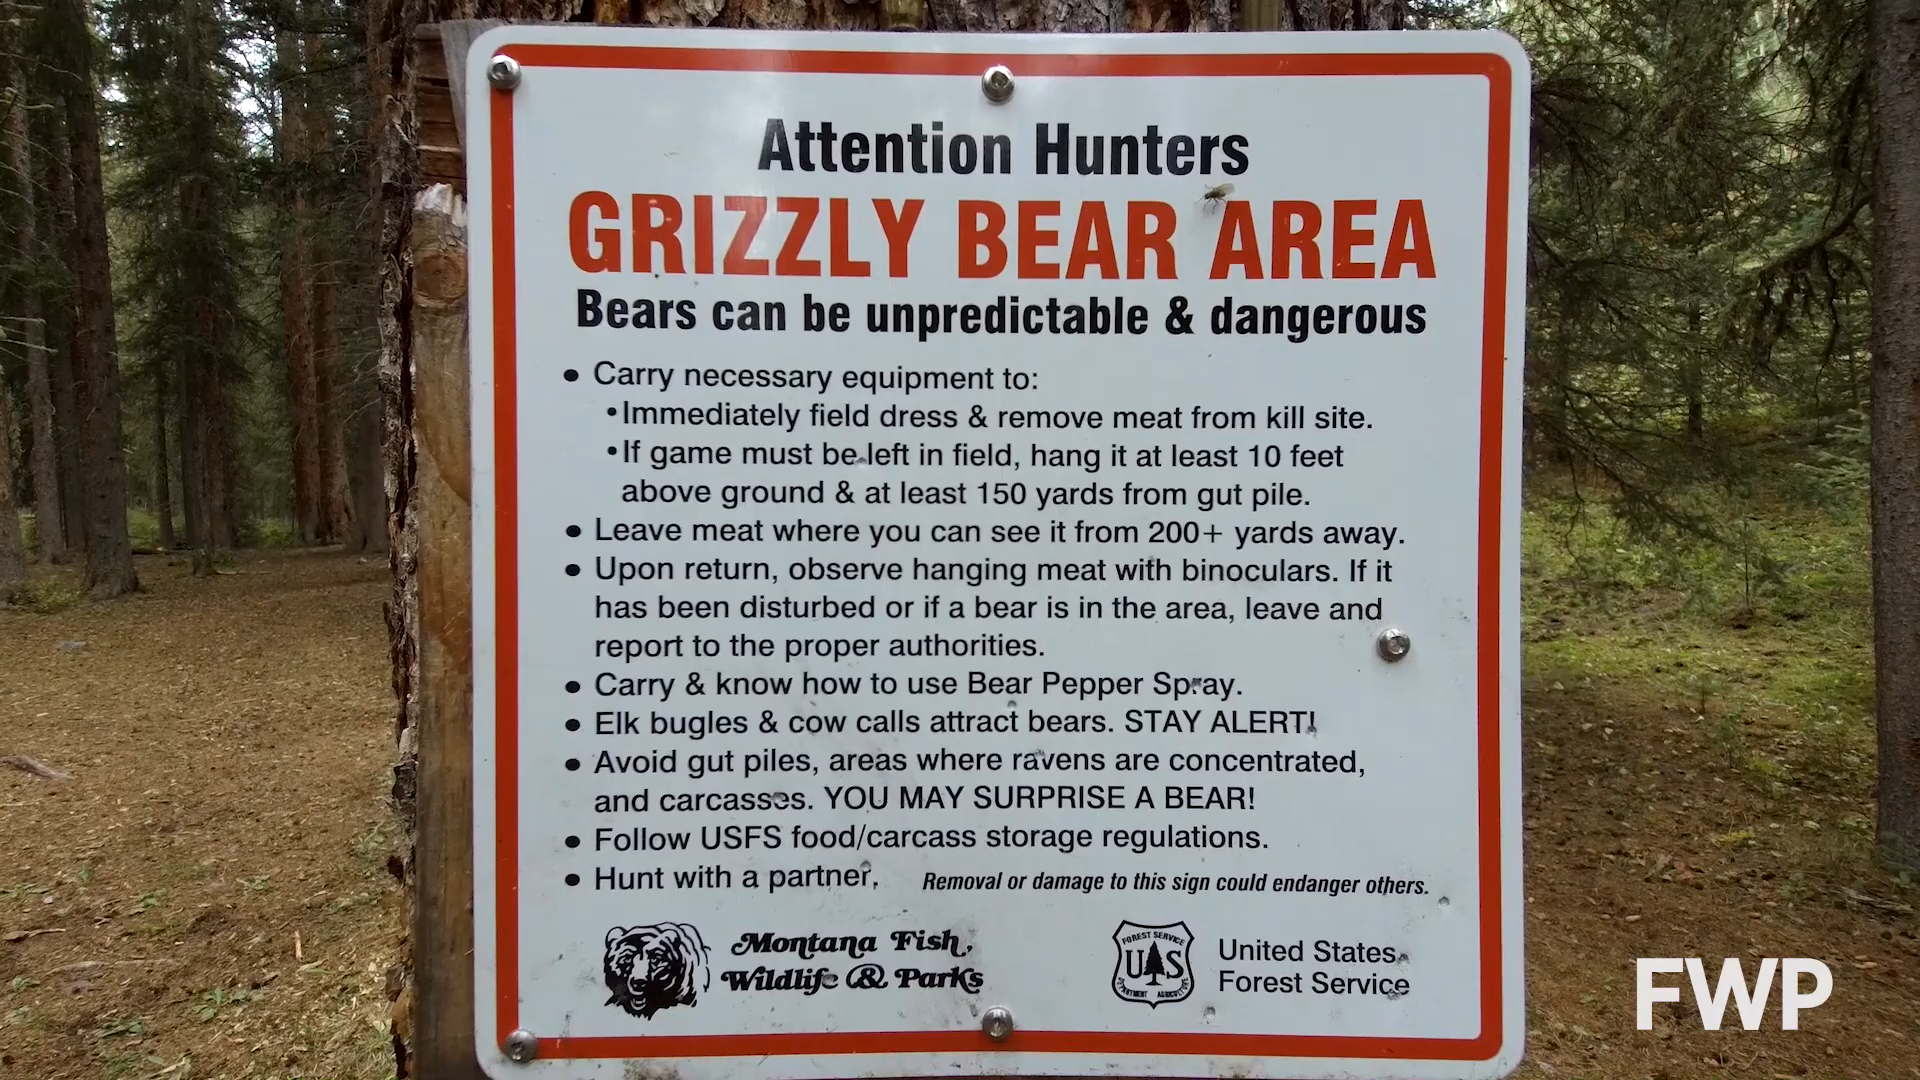 Attention Hunters
GRIZZLY BEAR AREA
Bears can be unpredictable & dangerous
• Carry necessary equipment to:
• Immediately field dress & remove meat from kill site.
• If game must be left in field, hang it at least 10 feet
above ground & at least 150 yards from gut pile.
• Leave meat where you can see it from 200+ yards away.
• Upon return, observe hanging meat with binoculars. If it
has been disturbed or if a bear is in the area, leave and
report to the proper authorities.
• Carry & know how to use Bear Pepper Spray.
• Elk bugles & cow calls attract bears. STAY ALERT!
• Avoid gut piles, areas where ravens are concentrated,
and carcasses. YOU MAY SURPRISE A BEAR!
• Follow USFS food/carcass storage regulations.
• Hunt with a partner. Removal or damage to this sign could endanger others.
Montana Fish,
Wildlife & Parks
FOREST SERVICE
US
DEPARTMENT AGRICULTURE
United States
Forest Service
FWP